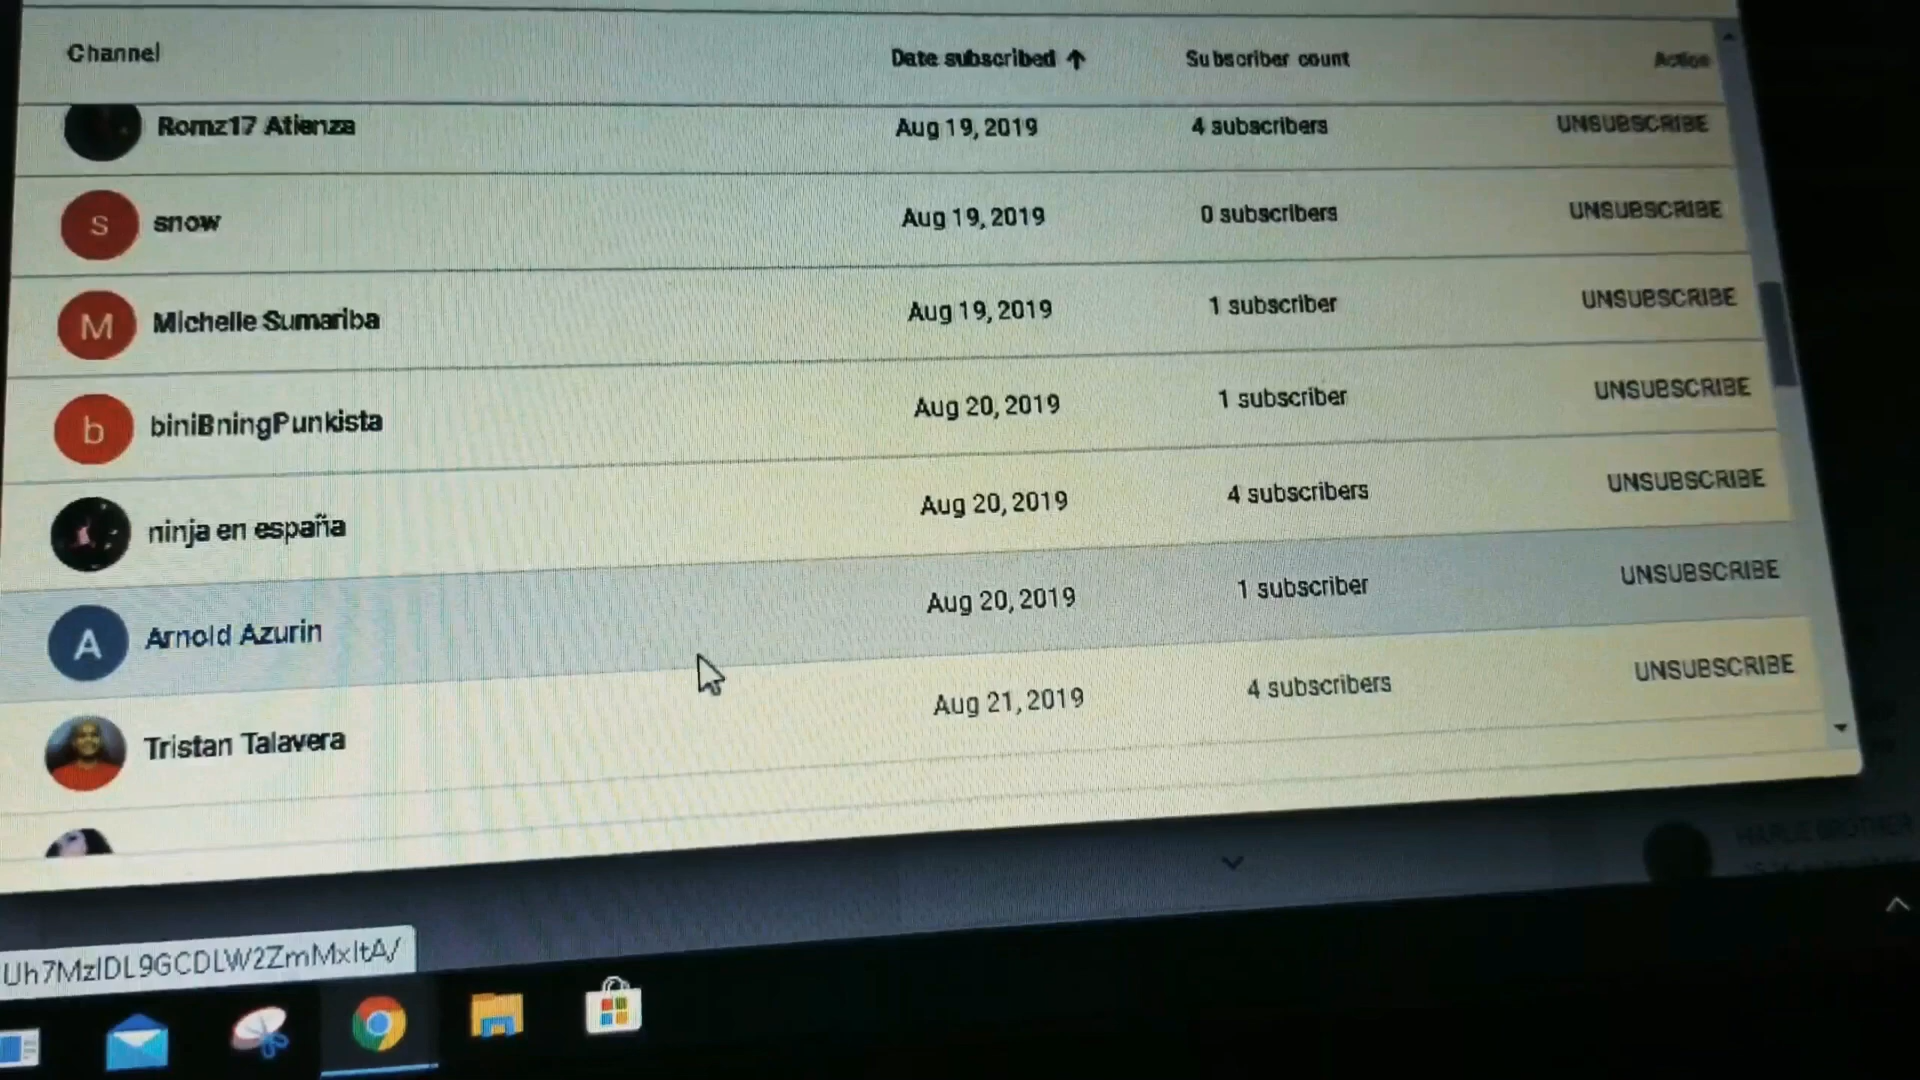 Channel Date subscribed ↑ Subscriber count Action
Romz17 Atienza Aug 19, 2019 4 subscribers UNSUBSCRIBE
S snow Aug 19, 2019 0 subscribers UNSUBSCRIBE
M Michelle Sumariba Aug 19, 2019 1 subscriber UNSUBSCRIBE
b biniBningPunkista Aug 20, 2019 1 subscriber UNSUBSCRIBE
ninja en españa Aug 20, 2019 4 subscribers UNSUBSCRIBE
A Arnold Azurin Aug 20, 2019 1 subscriber UNSUBSCRIBE
Tristan Talavera Aug 21, 2019 4 subscribers UNSUBSCRIBE